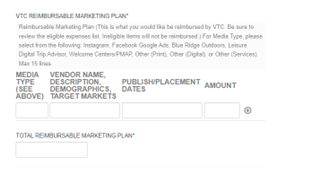 VTC REIMBURSABLE MARKETING PLAN*
Reimbursable Marketing Plan (This is what you would like be reimbursed by VTC. Be sure to
review the eligible expenses list. Ineligible items will not be reimbursed.) For Media Type, please
select from the following: Instagram, Facebook Google Ads, Blue Ridge Outdoors, Leisure
Digital Trip Advisor, Welcome Centers/PMAP, Other (Print), Other (Digital), or Other (Services).
Max 15 lines
MEDIA TYPE (SEE ABOVE)
VENDOR NAME, DESCRIPTION, DEMOGRAPHICS, TARGET MARKETS
PUBLISH/PLACEMENT DATES
AMOUNT
TOTAL REIMBURSABLE MARKETING PLAN*